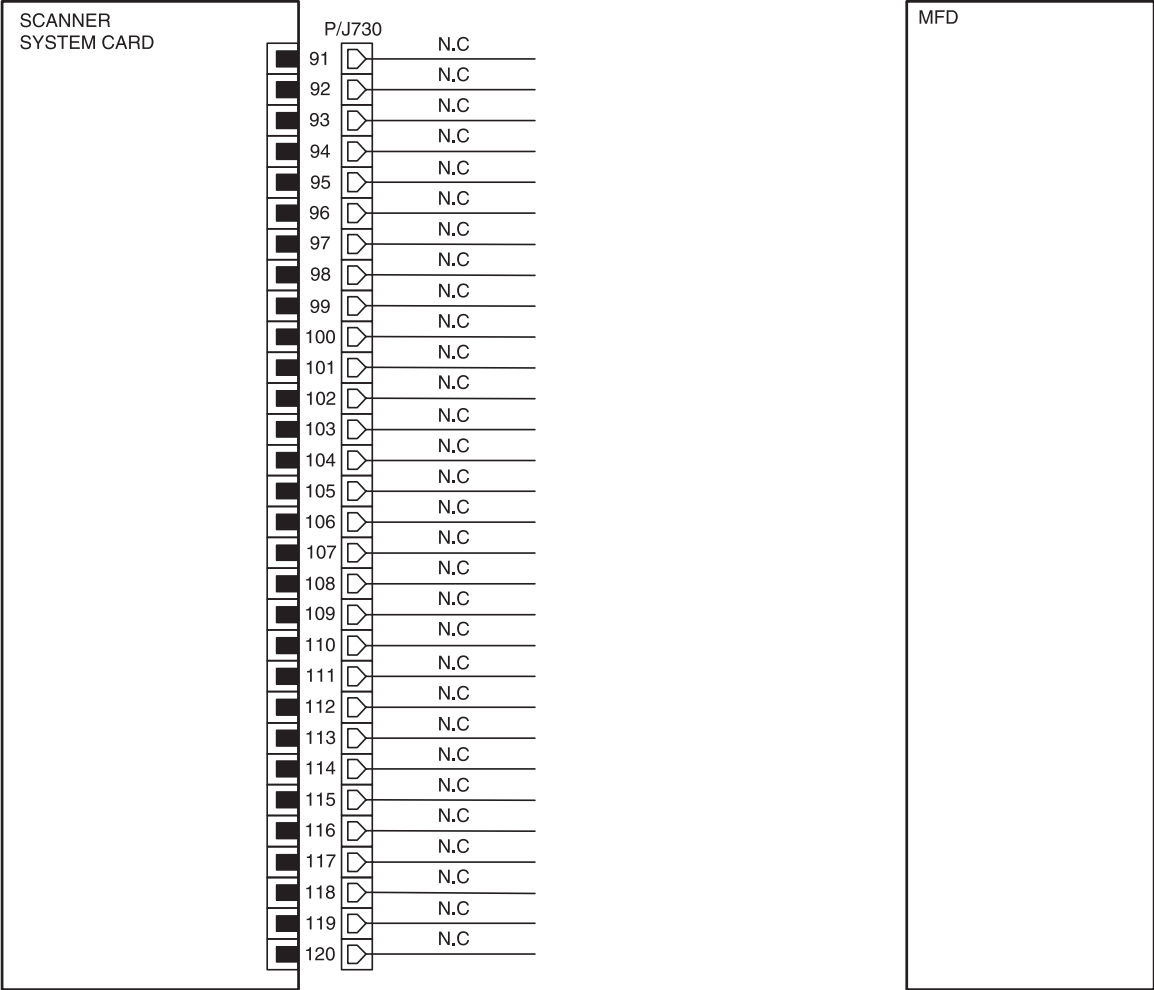 SCANNER
SYSTEM CARD
P/J730
MFD
91 N.C
92 N.C
93 N.C
94 N.C
95 N.C
96 N.C
97 N.C
98 N.C
99 N.C
100 N.C
101 N.C
102 N.C
103 N.C
104 N.C
105 N.C
106 N.C
107 N.C
108 N.C
109 N.C
110 N.C
111 N.C
112 N.C
113 N.C
114 N.C
115 N.C
116 N.C
117 N.C
118 N.C
119 N.C
120 N.C